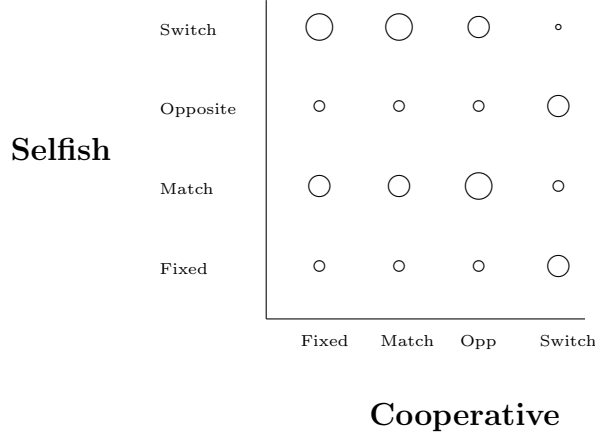 Switch
Opposite
Selfish
Match
Fixed
Fixed Match Opp Switch
Cooperative